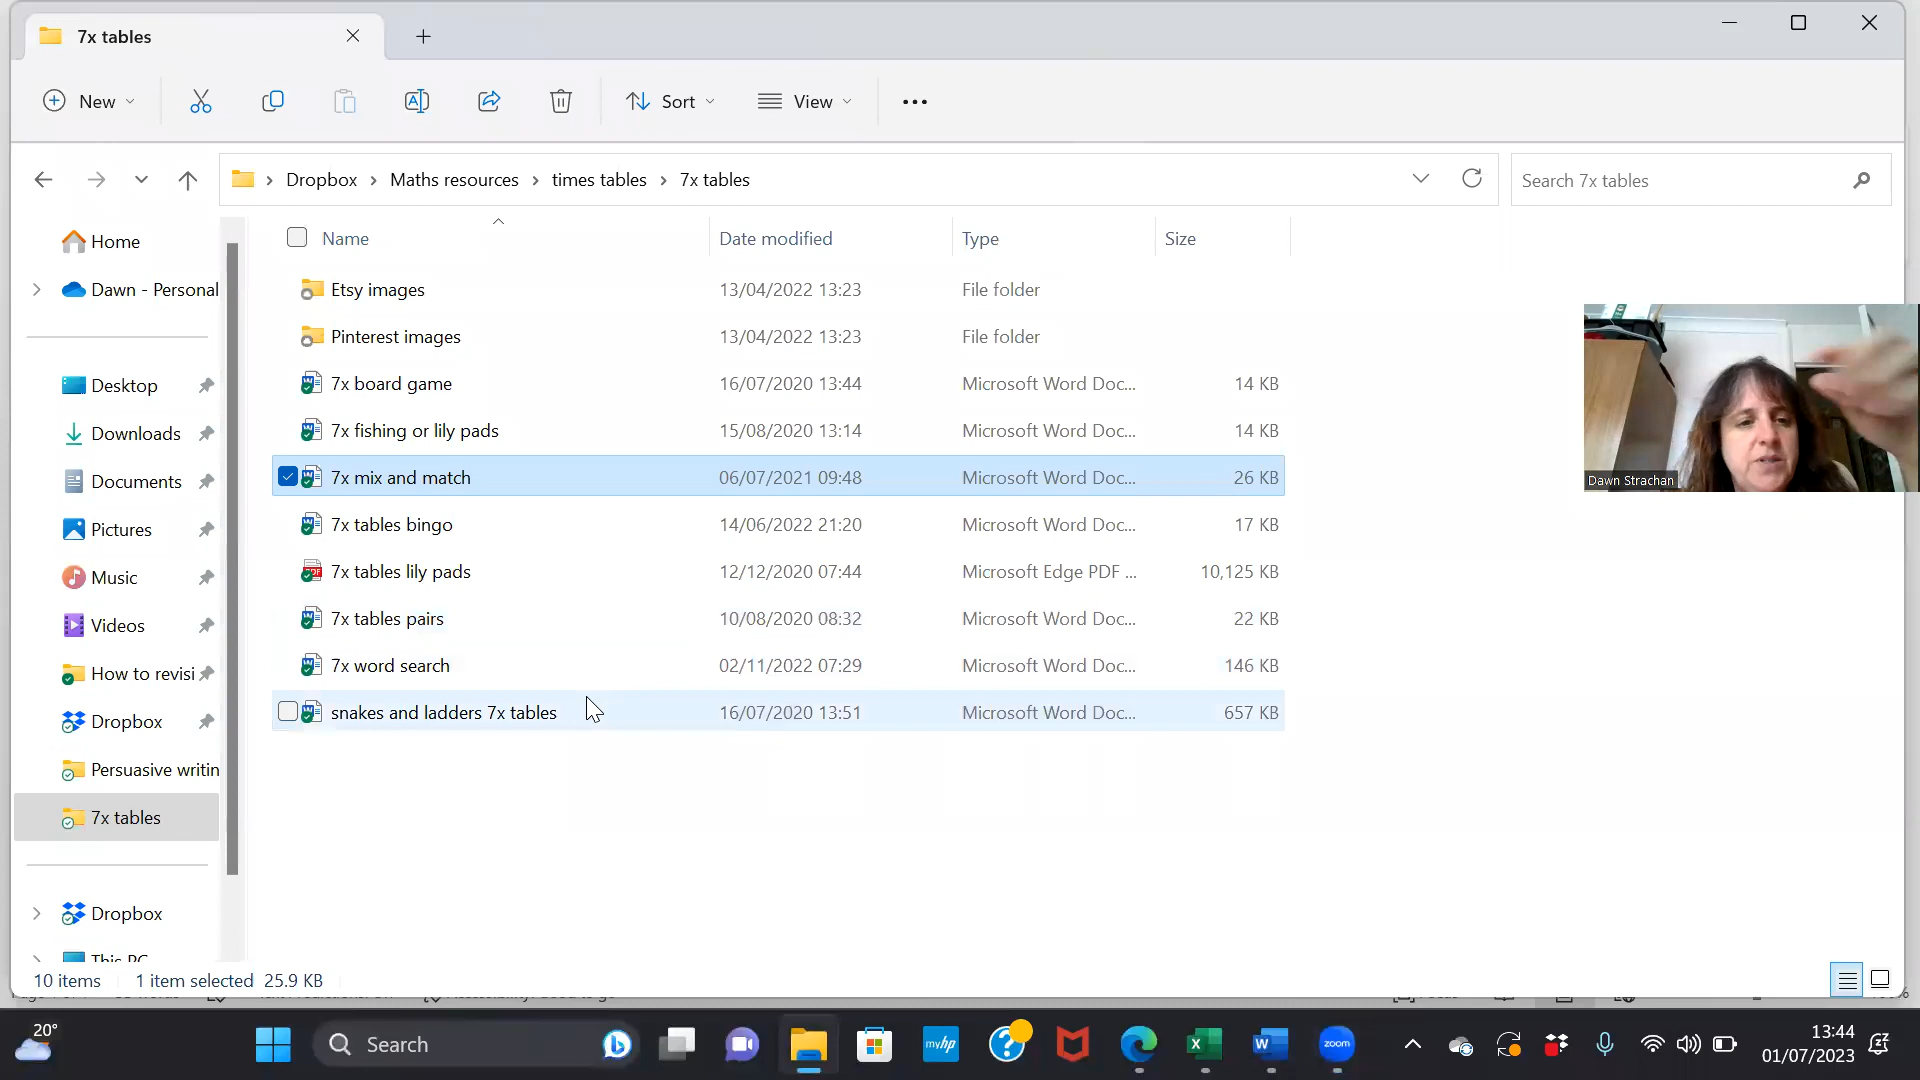 7x tables
New
Sort
View
Dropbox > Maths resources > times tables > 7x tables
Search 7x tables
Name Date modified Type Size
Home
Dawn - Personal
Desktop
Downloads
Documents
Pictures
Music
Videos
How to revisi
Dropbox
Persuasive writin
7x tables
Dropbox
This PC
Etsy images 13/04/2022 13:23 File folder
Pinterest images 13/04/2022 13:23 File folder
7x board game 16/07/2020 13:44 Microsoft Word Doc... 14 KB
7x fishing or lily pads 15/08/2020 13:14 Microsoft Word Doc... 14 KB
7x mix and match 06/07/2021 09:48 Microsoft Word Doc... 26 KB
7x tables bingo 14/06/2022 21:20 Microsoft Word Doc... 17 KB
7x tables lily pads 12/12/2020 07:44 Microsoft Edge PDF ... 10,125 KB
7x tables pairs 10/08/2020 08:32 Microsoft Word Doc... 22 KB
7x word search 02/11/2022 07:29 Microsoft Word Doc... 146 KB
snakes and ladders 7x tables 16/07/2020 13:51 Microsoft Word Doc... 657 KB
Dawn Strachan
10 items 1 item selected 25.9 KB
20°
Search
myhp
zoom
13:44
01/07/2023